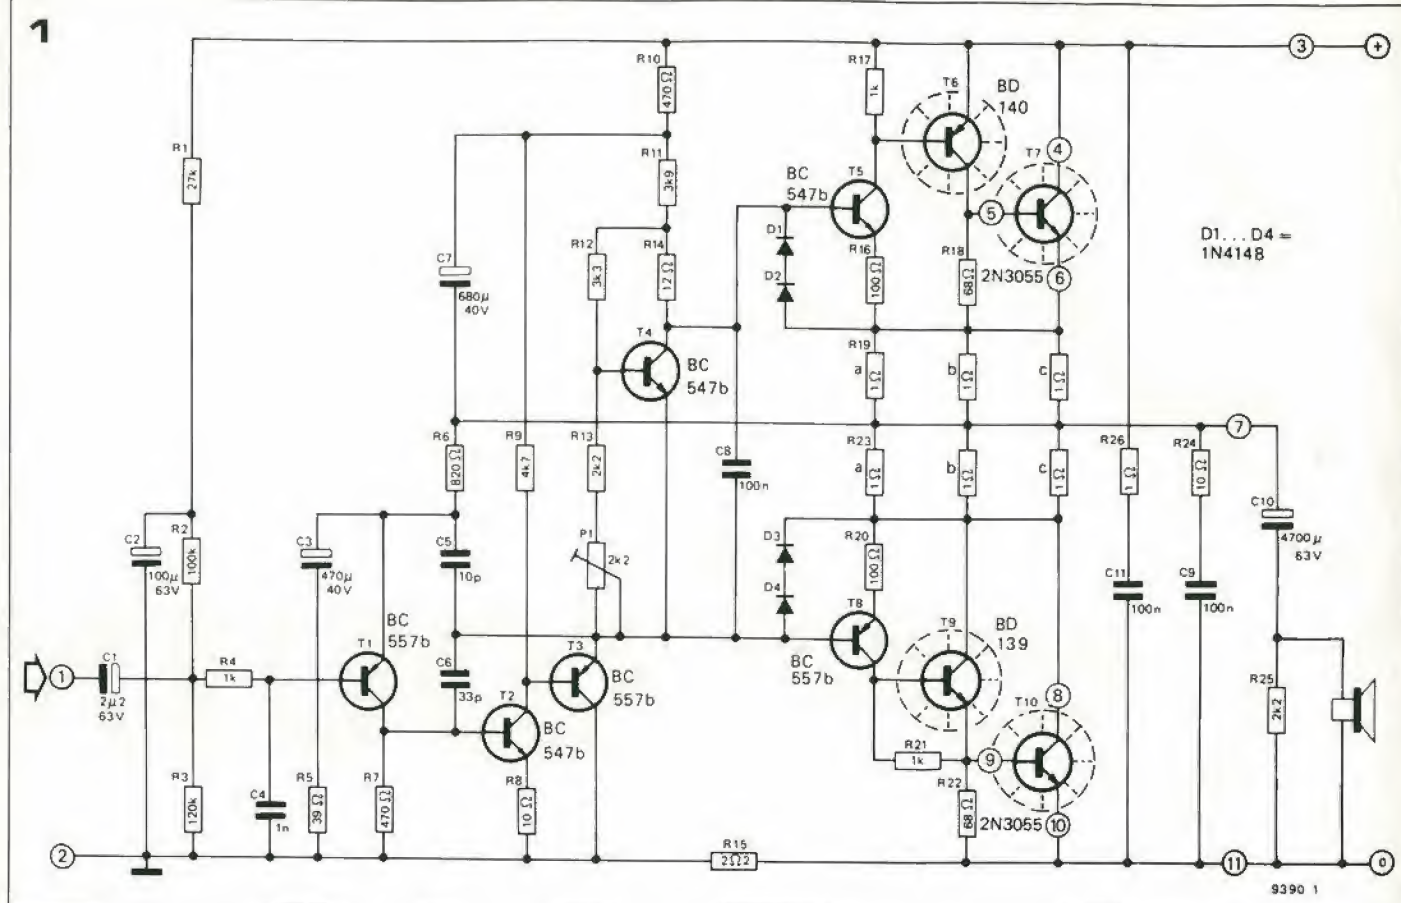 1
3
+
R10
470Ω
R17
1k
T6
BD
140
R1
27k
R11
3k9
T7
4
BC
547b
T5
5
D1
D2
R12
3k3
R14
12Ω
R16
100Ω
R18
68Ω
2N3055
6
D1...D4 =
1N4148
C7
680µ
40V
T4
BC
547b
R19
a
1Ω
b
1Ω
c
1Ω
7
R6
820Ω
R9
4k7
R13
2k2
C8
100n
R23
a
1Ω
b
1Ω
c
1Ω
R26
1Ω
R24
10Ω
C10
4700µ
63V
C2
100µ
63V
R2
100k
C3
470µ
40V
C5
10p
P1
2k2
D3
D4
R20
100Ω
C11
100n
C9
100n
BC
557b
T1
T3
BC
557b
T8
BC
557b
T9
BD
139
1
C1
2µ2
63V
R4
1k
C6
33p
T2
BC
547b
R21
1k
9
T10
8
R25
2k2
R3
120k
C4
1n
R5
39Ω
R7
470Ω
R8
10Ω
R22
68Ω
2N3055
10
2
R15
2Ω2
11
0
9390 1